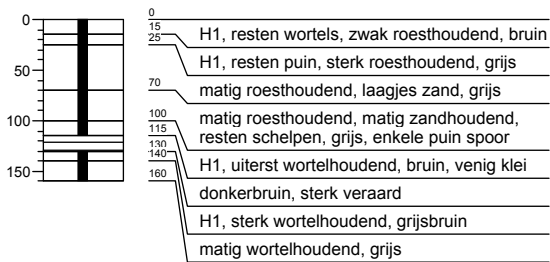 0
50
100
150
0
15
25
70
100
115
130
140
160
H1, resten wortels, zwak roesthoudend, bruin
H1, resten puin, sterk roesthoudend, grijs
matig roesthoudend, laagjes zand, grijs
matig roesthoudend, matig zandhoudend,
resten schelpen, grijs, enkele puin spoor
H1, uiterst wortelhoudend, bruin, venig klei
donkerbruin, sterk veraard
H1, sterk wortelhoudend, grijsbruin
matig wortelhoudend, grijs